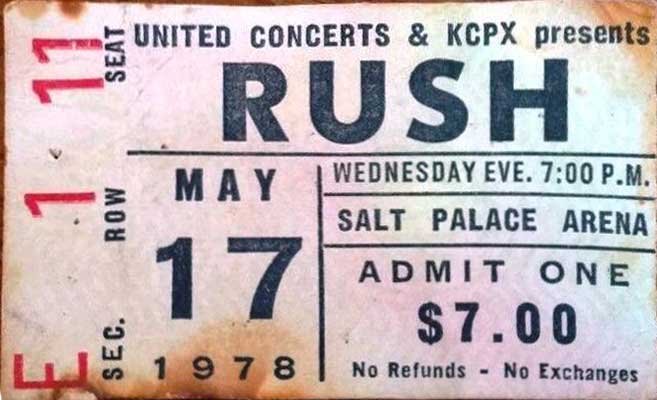 UNITED CONCERTS & KCPX presents
RUSH
MAY
17
1978
WEDNESDAY EVE. 7:00 P.M.
SALT PALACE ARENA
ADMIT ONE
$7.00
No Refunds - No Exchanges
SEC. ROW SEAT
E 1 11